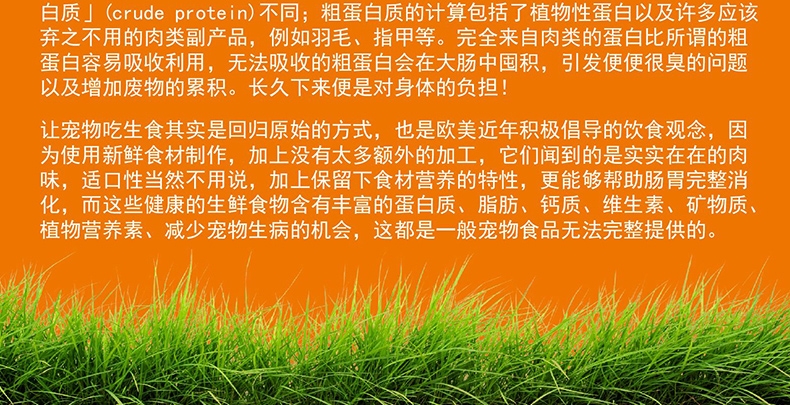 白质」(crude protein)不同；粗蛋白质的计算包括了植物性蛋白以及许多应该
弃之不用的肉类副产品，例如羽毛、指甲等。完全来自肉类的蛋白比所谓的粗
蛋白容易吸收利用，无法吸收的粗蛋白会在大肠中囤积，引发便便很臭的问题
以及增加废物的累积。长久下来便是对身体的负担！
让宠物吃生食其实是回归原始的方式，也是欧美近年积极倡导的饮食观念，因
为使用新鲜食材制作，加上没有太多额外的加工，它们闻到的是实实在在的肉
味，适口性当然不用说，加上保留下食材营养的特性，更能够帮助肠胃完整消
化，而这些健康的生鲜食物含有丰富的蛋白质、脂肪、钙质、维生素、矿物质、
植物营养素、减少宠物生病的机会，这都是一般宠物食品无法完整提供的。